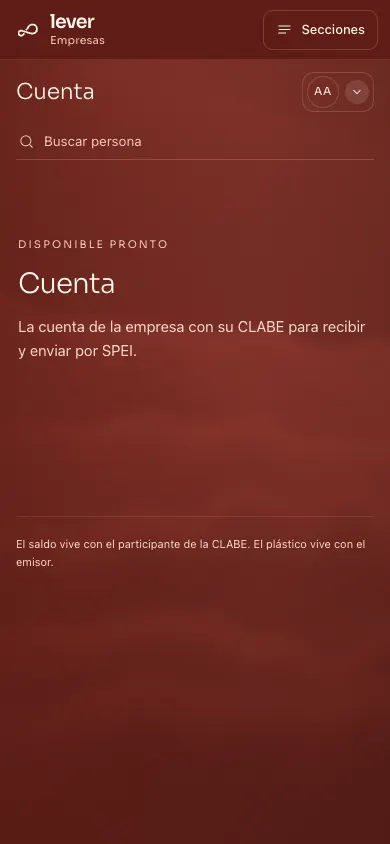 lever
Empresas
Secciones
Cuenta
AA
Buscar persona
DISPONIBLE PRONTO
Cuenta
La cuenta de la empresa con su CLABE para recibir
y enviar por SPEI.
El saldo vive con el participante de la CLABE. El plástico vive con el
emisor.